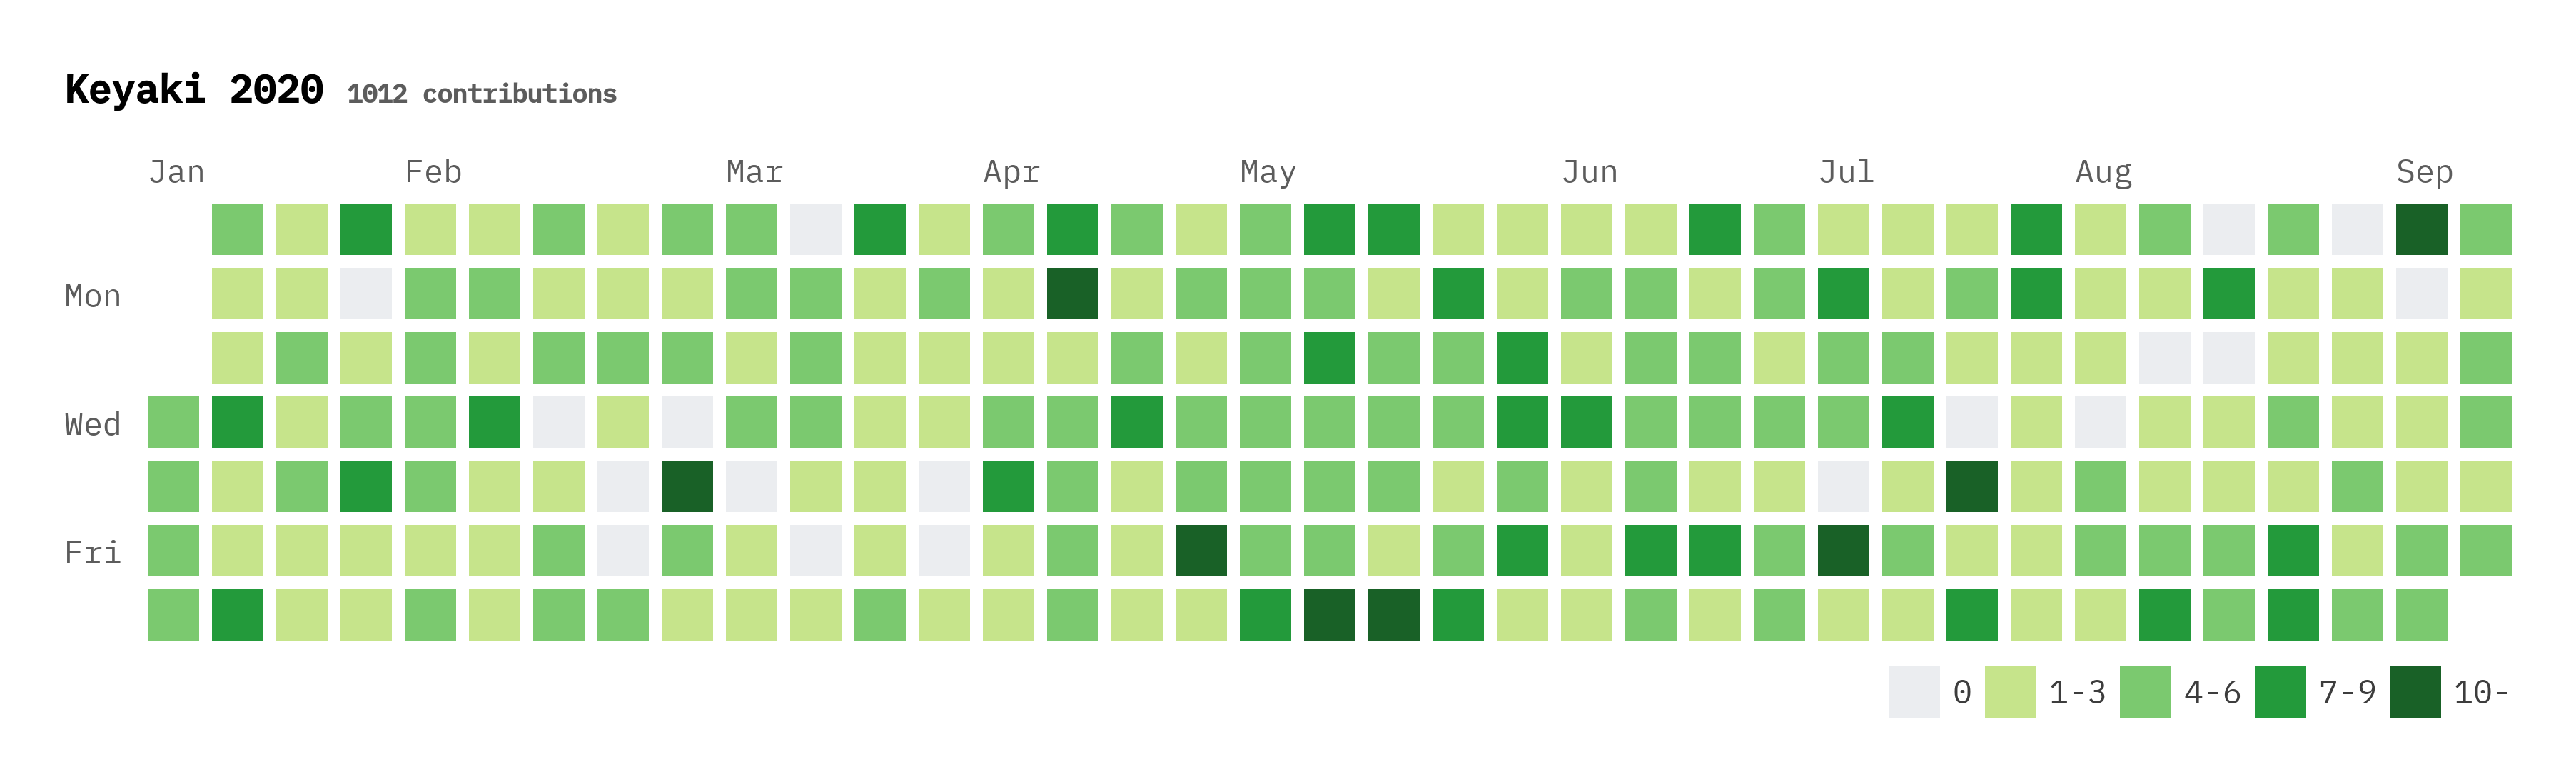 Keyaki 2020 1012 contributions
Jan Feb Mar Apr May Jun Jul Aug Sep
Mon
Wed
Fri
0 1-3 4-6 7-9 10-